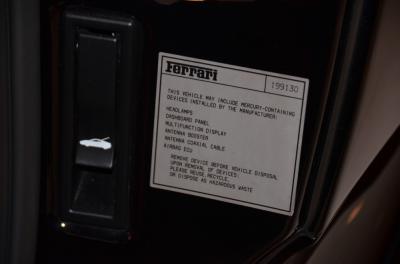 Ferrari 199130
THIS VEHICLE MAY INCLUDE MERCURY-CONTAINING
DEVICES INSTALLED BY THE MANUFACTURER:
HEADLAMPS
DASHBOARD PANEL
MULTIFUNCTION DISPLAY
ANTENNA BOOSTER
ANTENNA COAXIAL CABLE
AIRBAG ECU
REMOVE DEVICE BEFORE VEHICLE DISPOSAL
UPON REMOVAL OF DEVICES:
PLEASE REUSE, RECYCLE,
OR DISPOSE AS HAZARDOUS WASTE